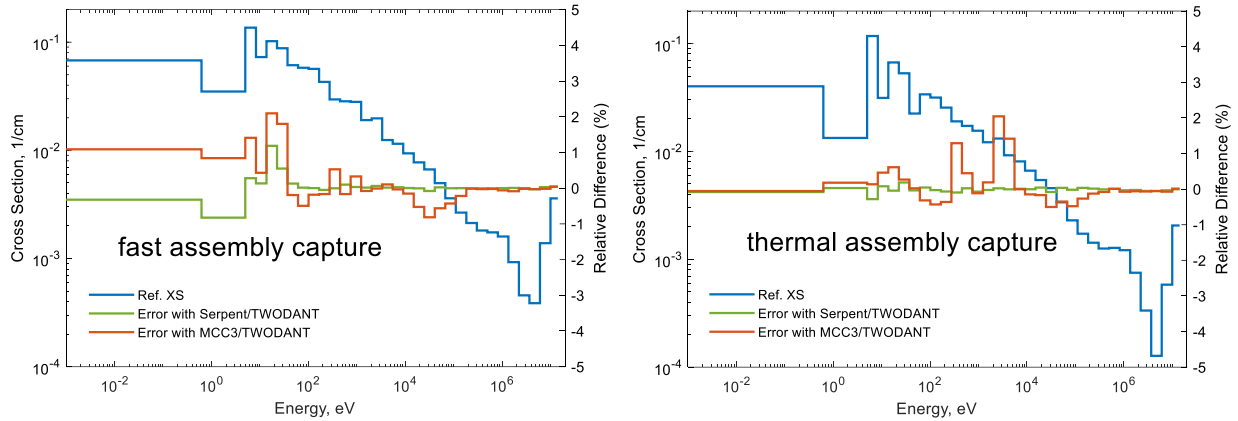 10^-1
10^-2
10^-3
10^-4
Cross Section, 1/cm
5
4
3
2
1
0
-1
-2
-3
-4
-5
Relative Difference (%)
fast assembly capture
Ref. XS
Error with Serpent/TWODANT
Error with MCC3/TWODANT
10^-2
10^0
10^2
10^4
10^6
Energy, eV
10^-1
10^-2
10^-3
10^-4
Cross Section, 1/cm
5
4
3
2
1
0
-1
-2
-3
-4
-5
Relative Difference (%)
thermal assembly capture
Ref. XS
Error with Serpent/TWODANT
Error with MCC3/TWODANT
10^-2
10^0
10^2
10^4
10^6
Energy, eV